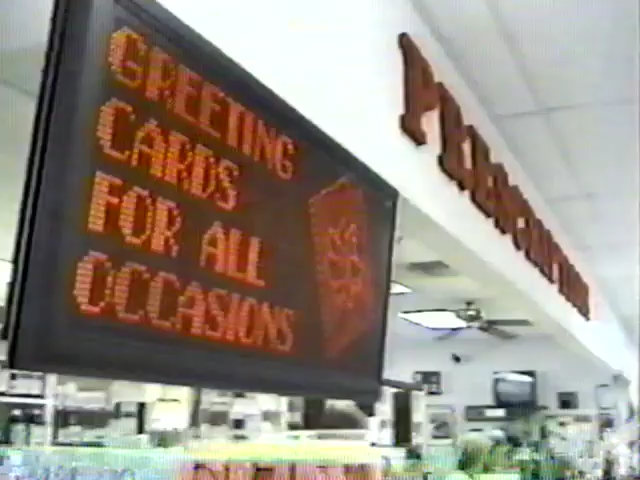 GREETING
CARDS
FOR ALL
OCCASIONS
PRESCRIPTIONS